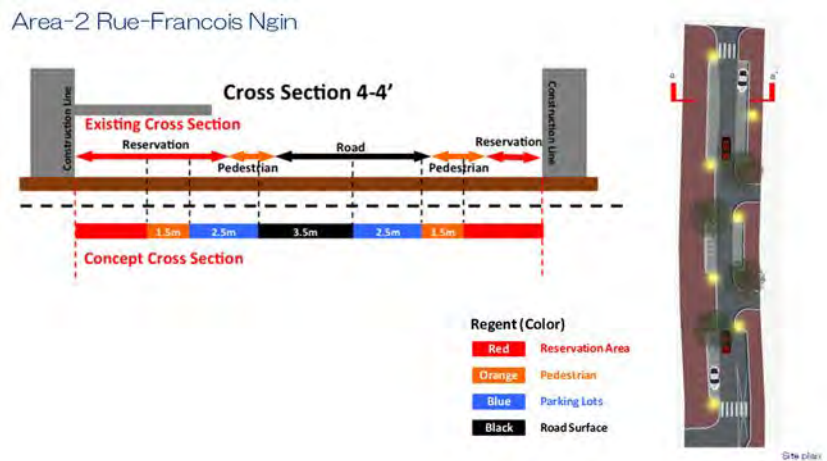 Area-2 Rue-Francois Ngin
Cross Section 4-4’
Construction Line
Construction Line
Existing Cross Section
Reservation
Road
Reservation
Pedestrian
Pedestrian
1.5m
2.5m
3.5m
2.5m
1.5m
Concept Cross Section
Regent (Color)
Red
Reservation Area
Orange
Pedestrian
Blue
Parking Lots
Black
Road Surface
Site plan